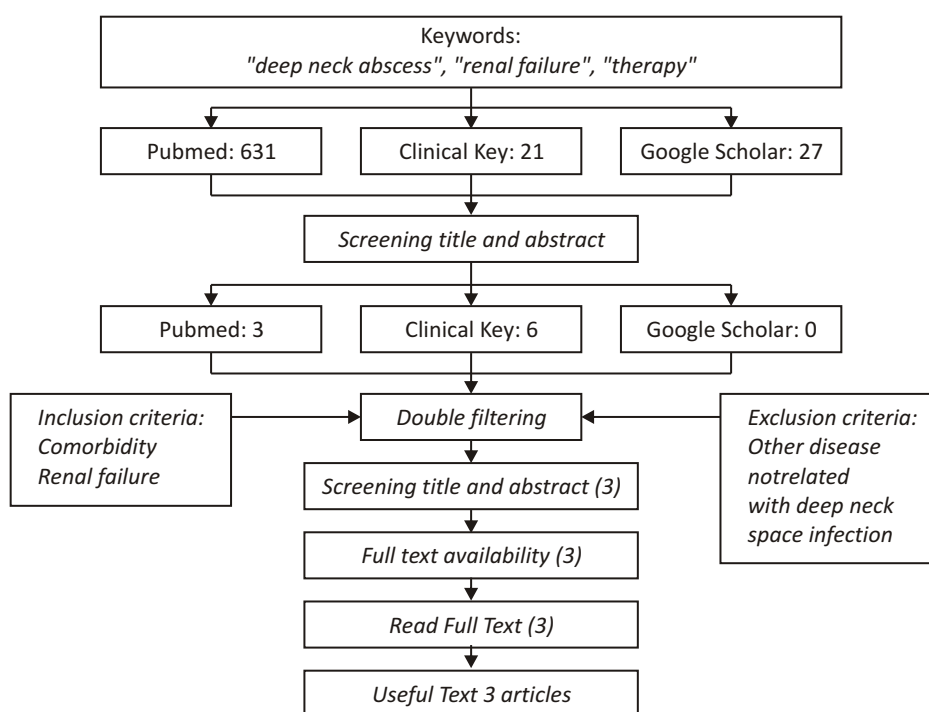 Keywords:
"deep neck abscess", "renal failure", "therapy"
Pubmed: 631
Clinical Key: 21
Google Scholar: 27
Screening title and abstract
Pubmed: 3
Clinical Key: 6
Google Scholar: 0
Inclusion criteria:
Comorbidity
Renal failure
Double filtering
Exclusion criteria:
Other disease
notrelated
with deep neck
space infection
Screening title and abstract (3)
Full text availability (3)
Read Full Text (3)
Useful Text 3 articles